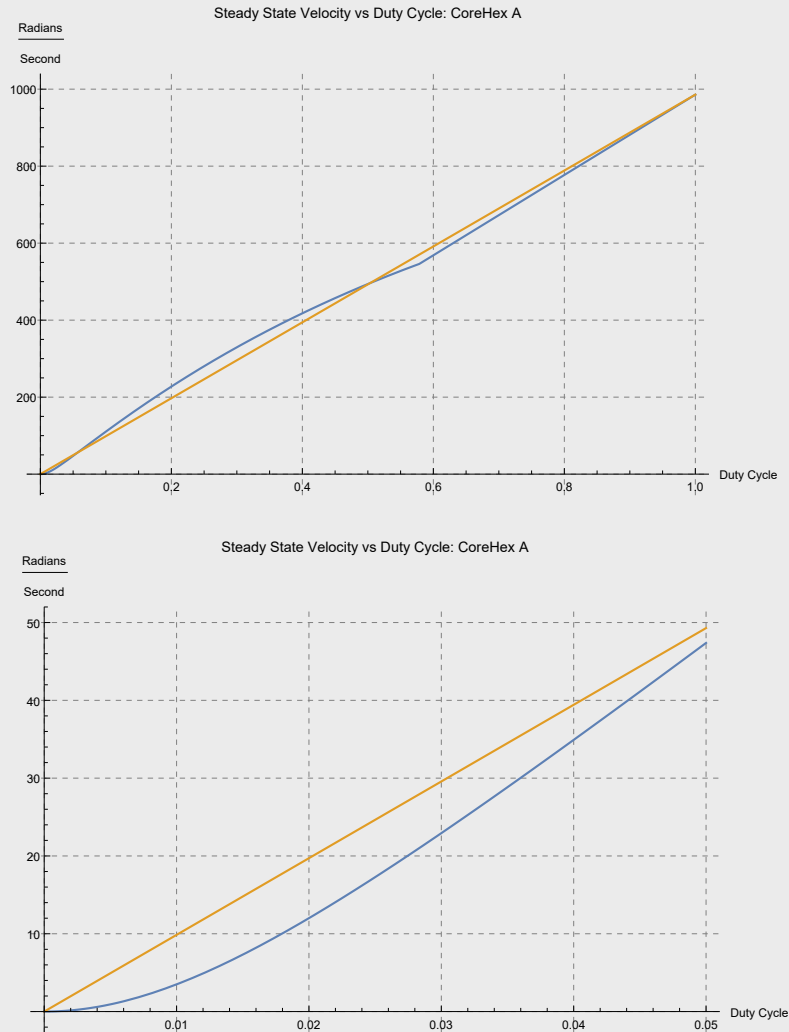 Steady State Velocity vs Duty Cycle: CoreHex A
Radians
Second
1000
800
600
400
200
0.2 0.4 0.6 0.8 1.0
Duty Cycle
Steady State Velocity vs Duty Cycle: CoreHex A
Radians
Second
50
40
30
20
10
0.01 0.02 0.03 0.04 0.05
Duty Cycle